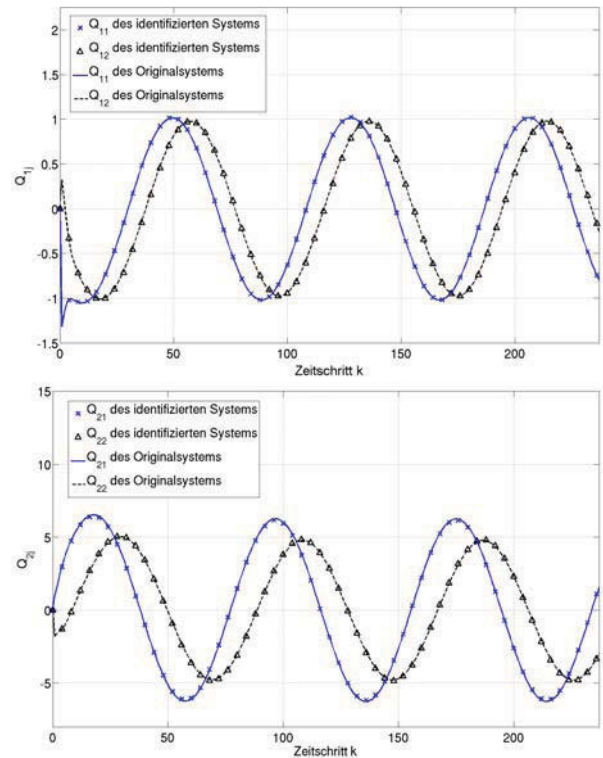 2
1.5
1
0.5
0
-0.5
-1
-1.5
Q1j
Q11 des identifizierten Systems
Q12 des identifizierten Systems
Q11 des Originalsystems
Q12 des Originalsystems
0 50 100 150 200
Zeitschritt k
15
10
5
0
-5
Q2j
Q21 des identifizierten Systems
Q22 des identifizierten Systems
Q21 des Originalsystems
Q22 des Originalsystems
0 50 100 150 200
Zeitschritt k